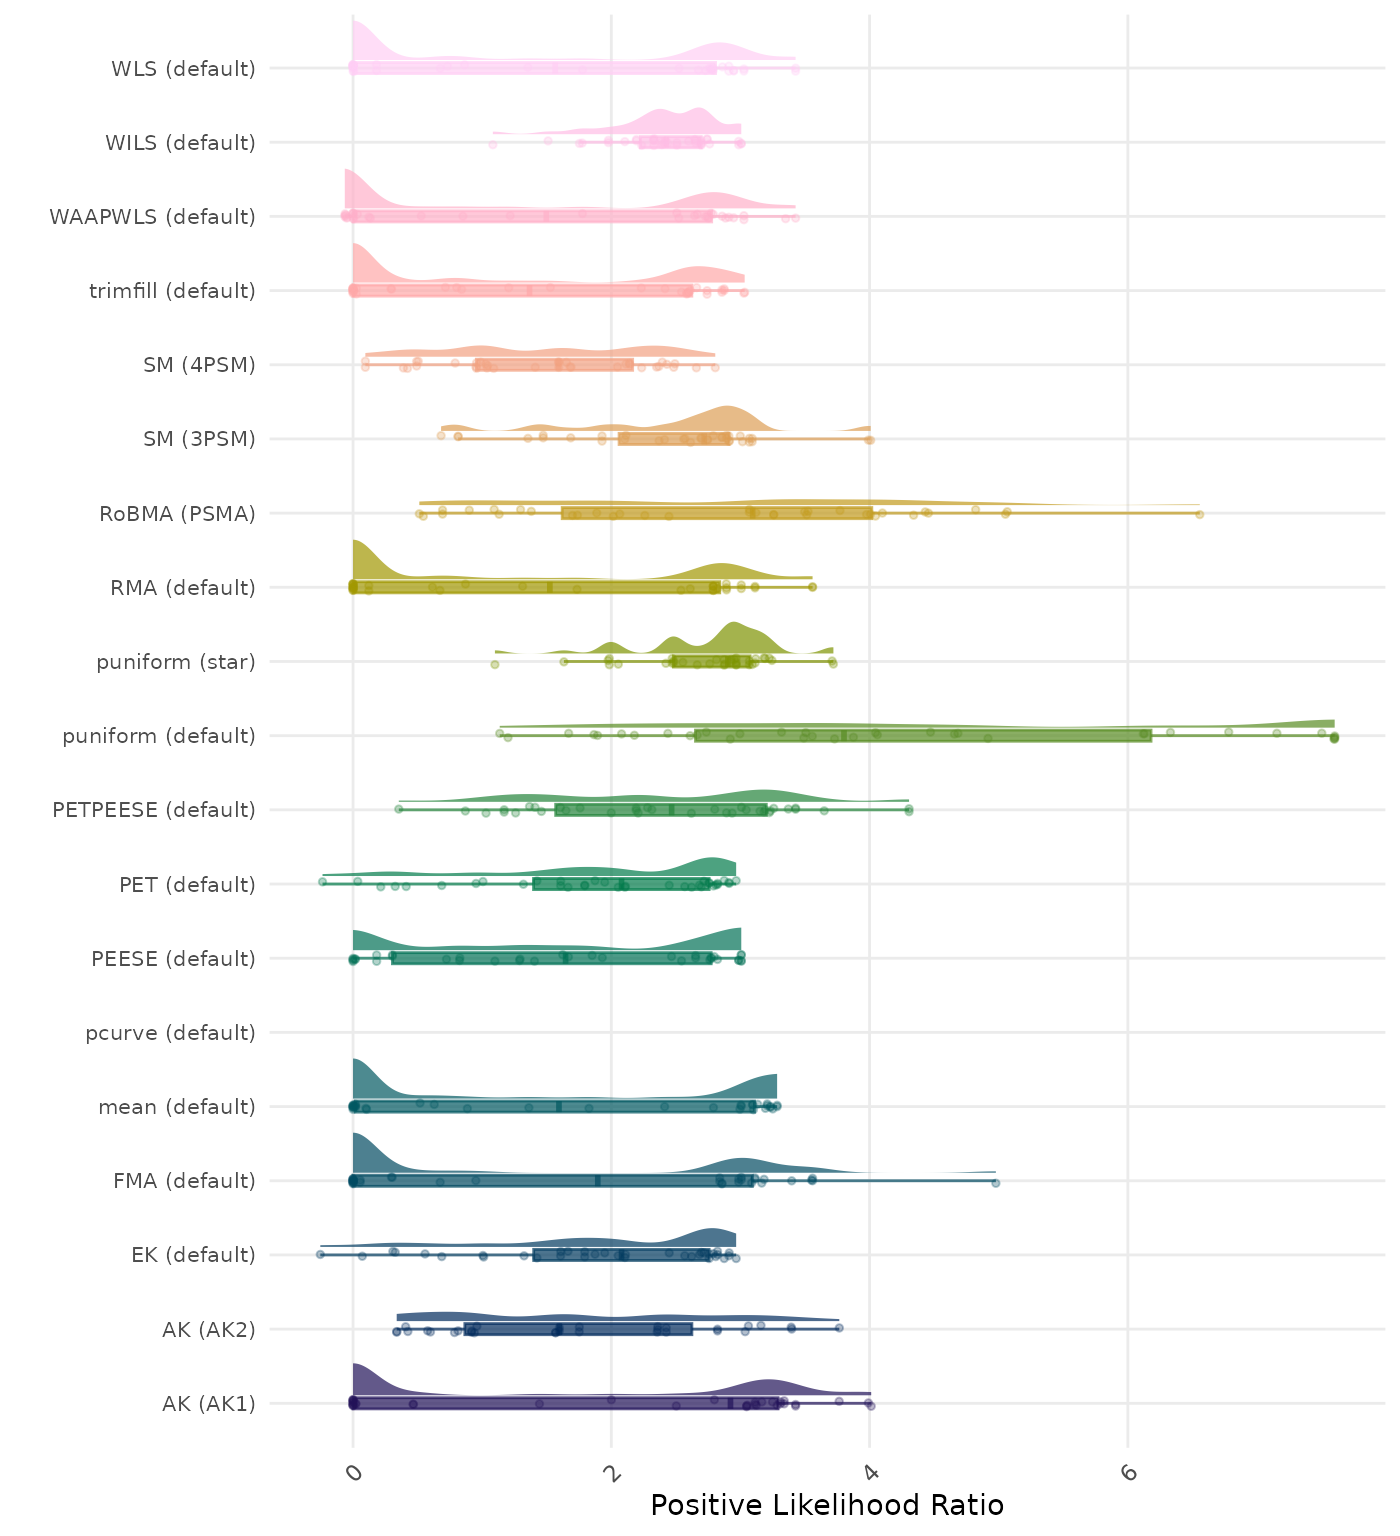 WLS (default)
WILS (default)
WAAPWLS (default)
trimfill (default)
SM (4PSM)
SM (3PSM)
RoBMA (PSMA)
RMA (default)
puniform (star)
puniform (default)
PETPEESE (default)
PET (default)
PEESE (default)
pcurve (default)
mean (default)
FMA (default)
EK (default)
AK (AK2)
AK (AK1)
0 2 4 6
Positive Likelihood Ratio